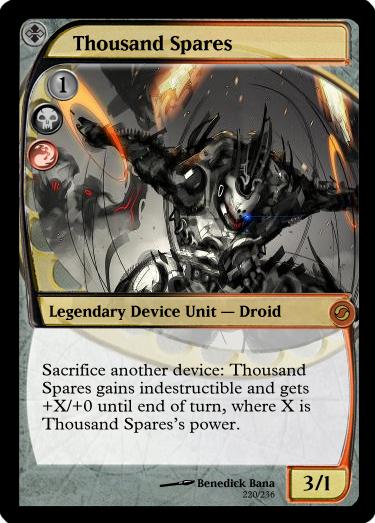 Thousand Spares
1
Legendary Device Unit — Droid
Sacrifice another device: Thousand
Spares gains indestructible and gets
+X/+0 until end of turn, where X is
Thousand Spares's power.
Benedick Bana
220/236
3/1